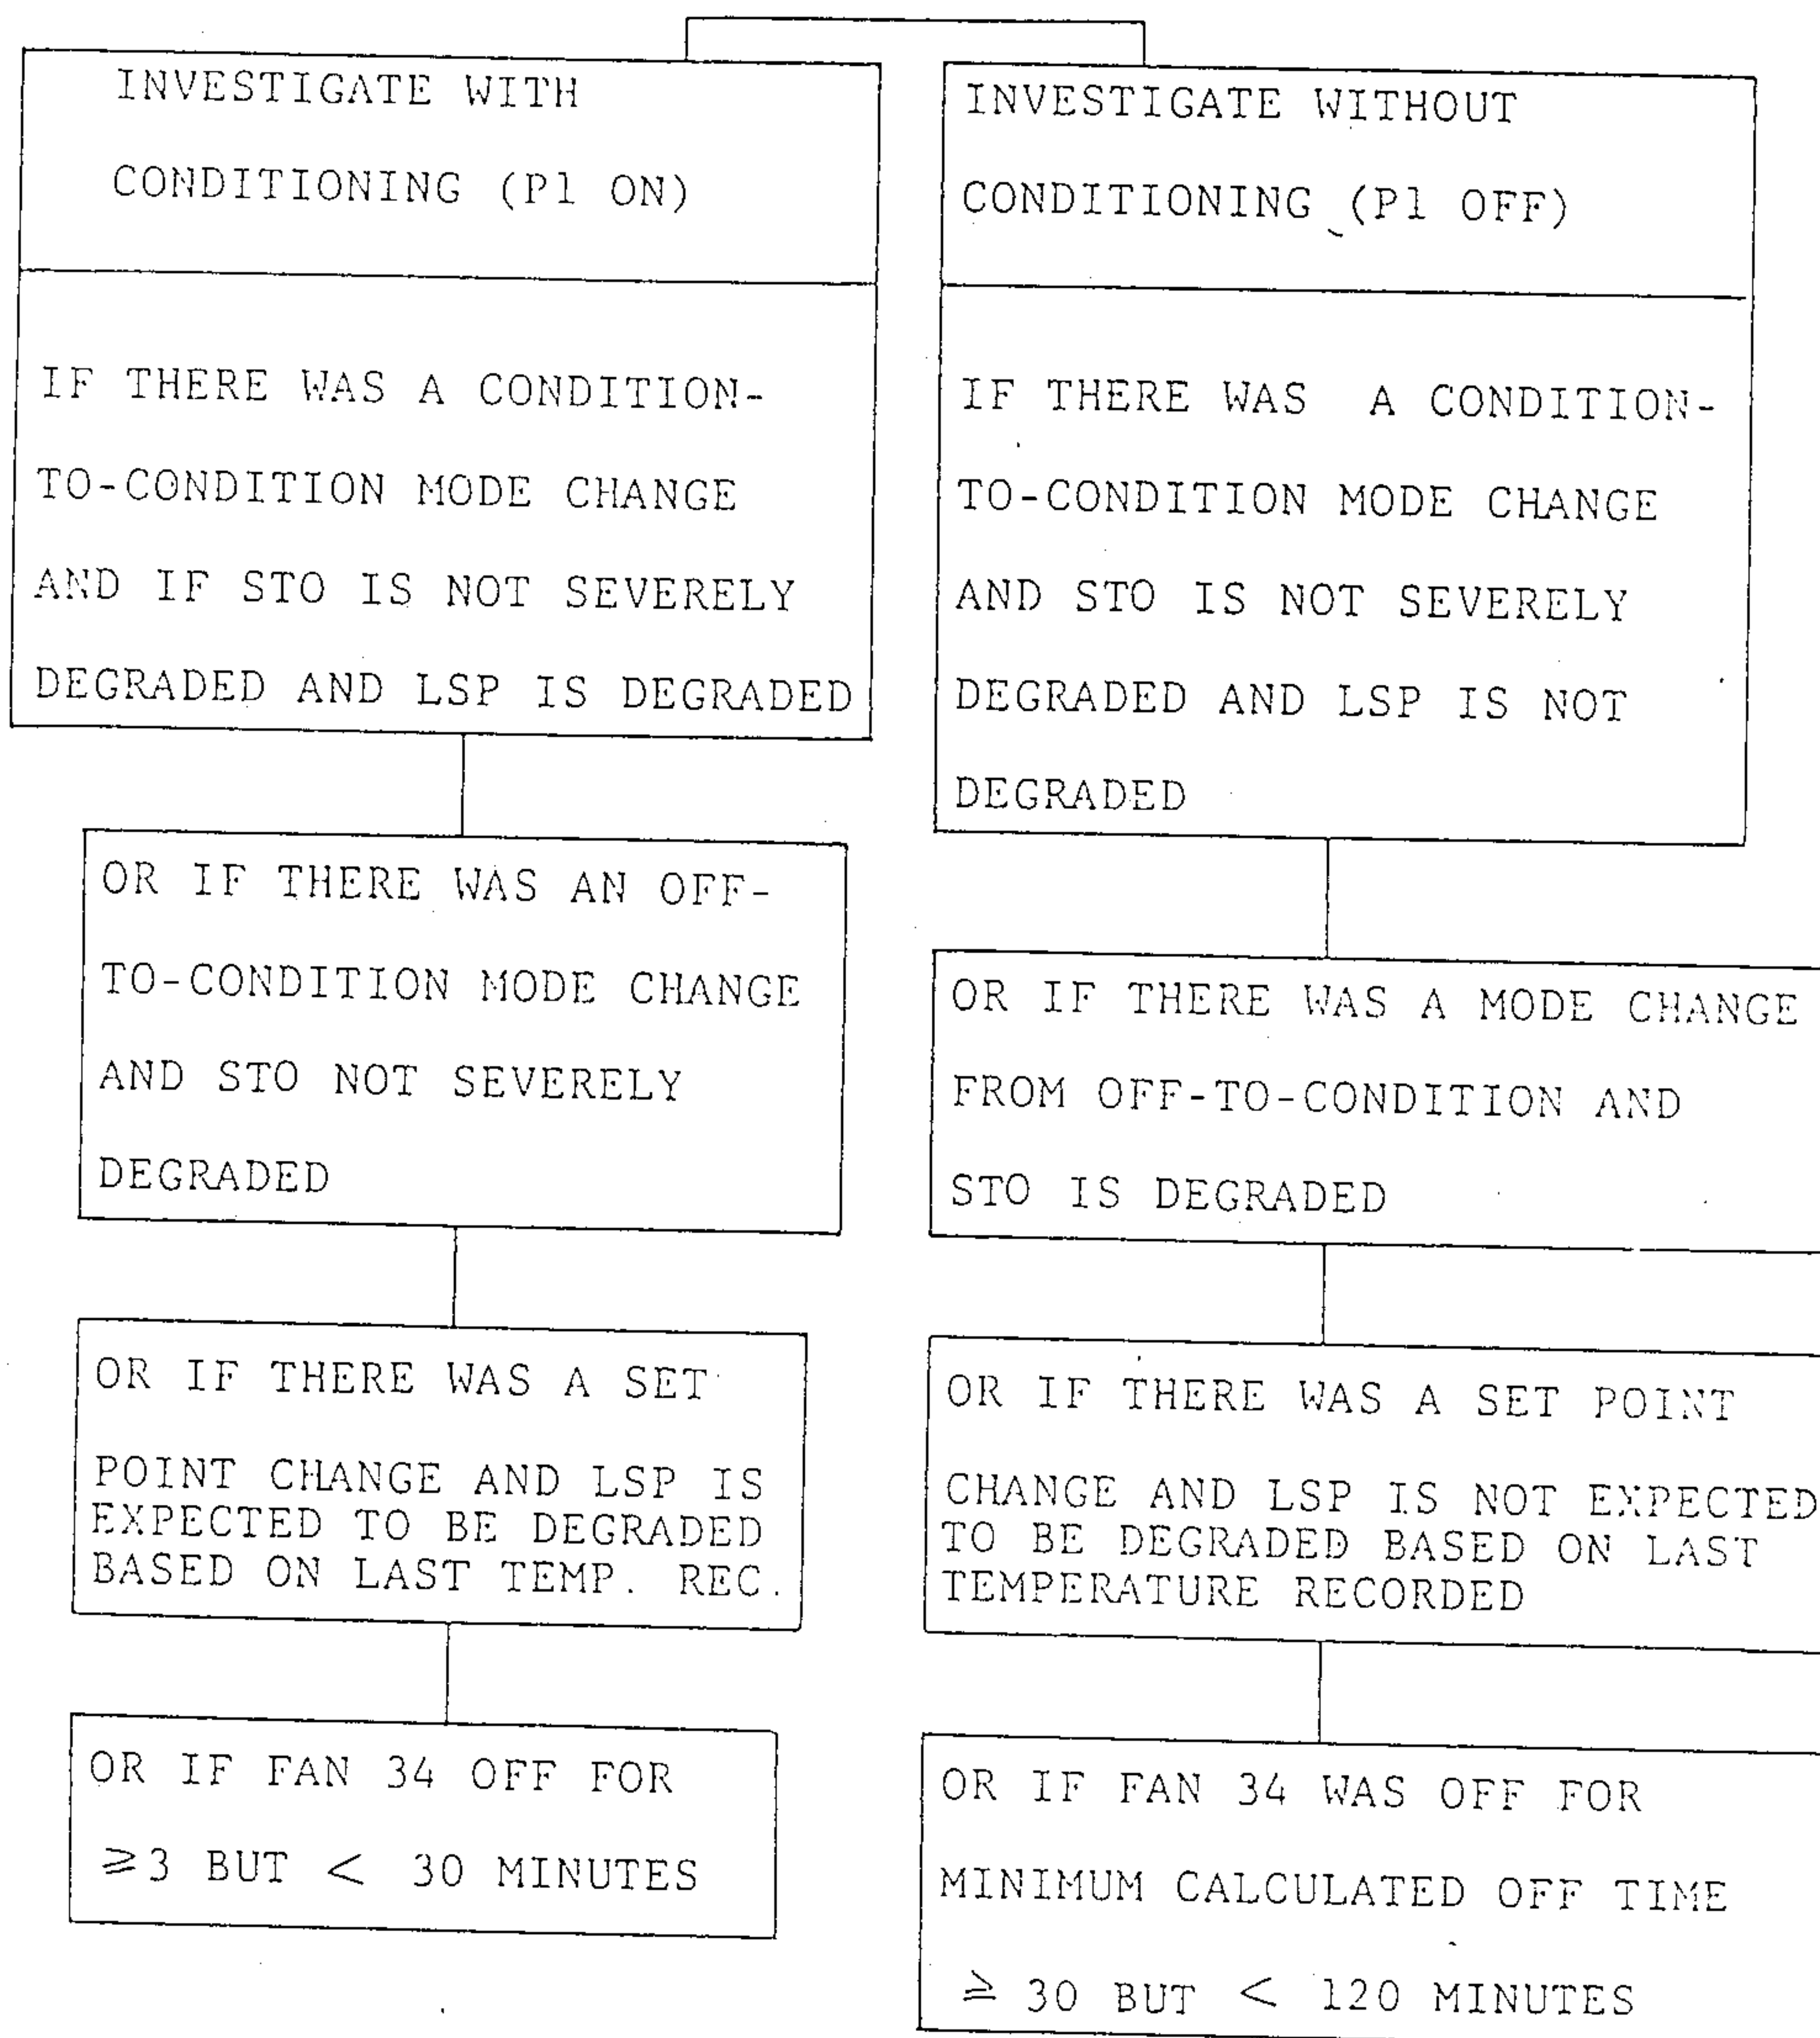 INVESTIGATE WITH
CONDITIONING (P1 ON)
IF THERE WAS A CONDITION-
TO-CONDITION MODE CHANGE
AND IF STO IS NOT SEVERELY
DEGRADED AND LSP IS DEGRADED
OR IF THERE WAS AN OFF-
TO-CONDITION MODE CHANGE
AND STO NOT SEVERELY
DEGRADED
OR IF THERE WAS A SET
POINT CHANGE AND LSP IS
EXPECTED TO BE DEGRADED
BASED ON LAST TEMP. REC.
OR IF FAN 34 OFF FOR
≥3 BUT < 30 MINUTES
INVESTIGATE WITHOUT
CONDITIONING (P1 OFF)
IF THERE WAS A CONDITION-
TO-CONDITION MODE CHANGE
AND STO IS NOT SEVERELY
DEGRADED AND LSP IS NOT
DEGRADED
OR IF THERE WAS A MODE CHANGE
FROM OFF-TO-CONDITION AND
STO IS DEGRADED
OR IF THERE WAS A SET POINT
CHANGE AND LSP IS NOT EXPECTED
TO BE DEGRADED BASED ON LAST
TEMPERATURE RECORDED
OR IF FAN 34 WAS OFF FOR
MINIMUM CALCULATED OFF TIME
≥ 30 BUT < 120 MINUTES